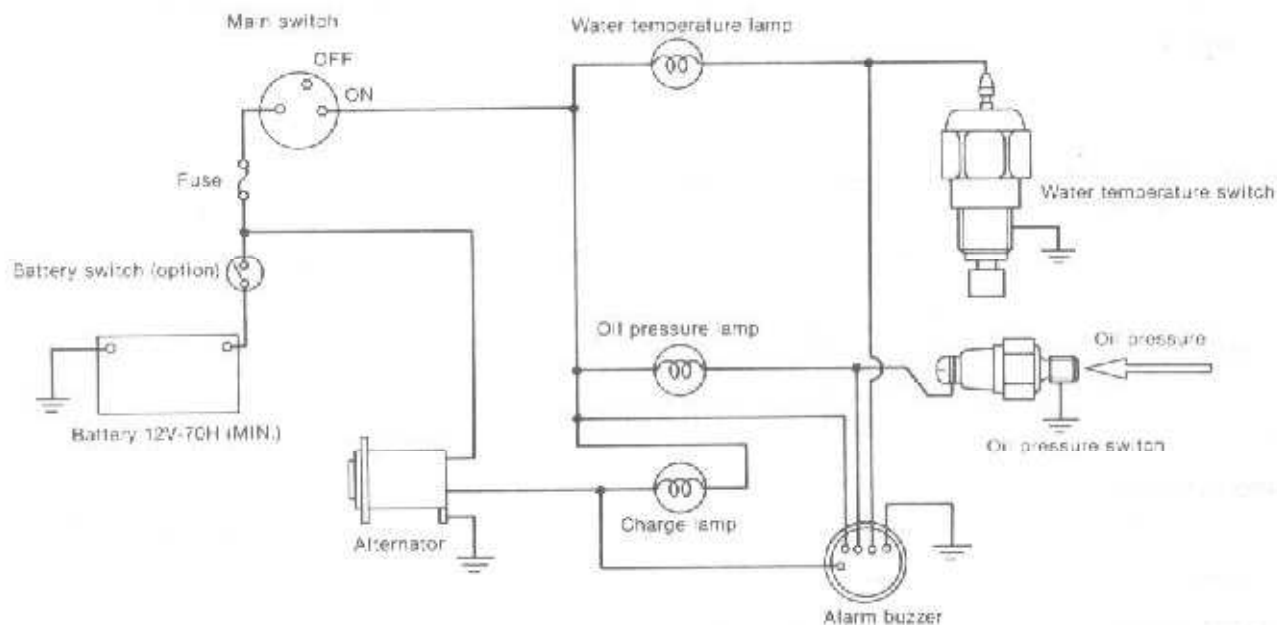 Main switch
OFF
ON
Water temperature lamp
Fuse
Water temperature switch
Battery switch (option)
Oil pressure lamp
Oil pressure
Battery 12V-70H (MIN.)
Oil pressure switch
Charge lamp
Alternator
Alarm buzzer